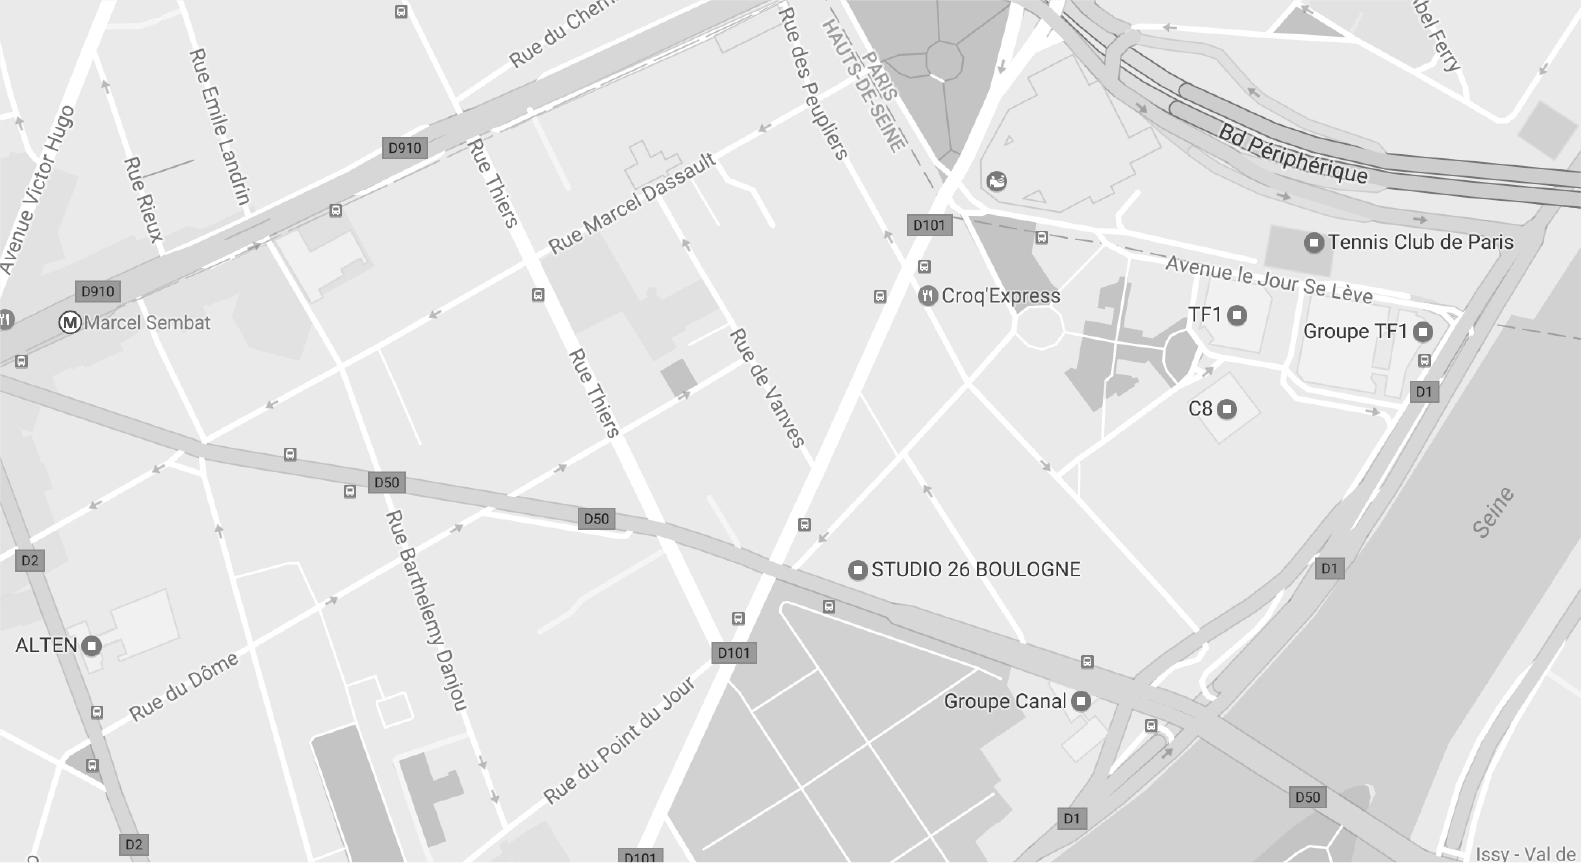 Rue du Chem
Rue des Peupliers
PARIS
HAUTS-DE-SEINE
bel Ferry
Rue Emile Landrin
Avenue Victor Hugo
Rue Rieux
D910
Rue Thiers
Rue Marcel Dassault
Bd Périphérique
D101
Tennis Club de Paris
Avenue le Jour Se Lève
D910
Marcel Sembat
Croq'Express
TF1
Groupe TF1
Rue Thiers
Rue de Vanves
D1
C8
D50
D50
Seine
Rue Barthelemy Danjou
D2
STUDIO 26 BOULOGNE
D1
ALTEN
Rue du Dôme
D101
Rue du Point du Jour
Groupe Canal
D50
D1
D2
D101
Issy - Val de